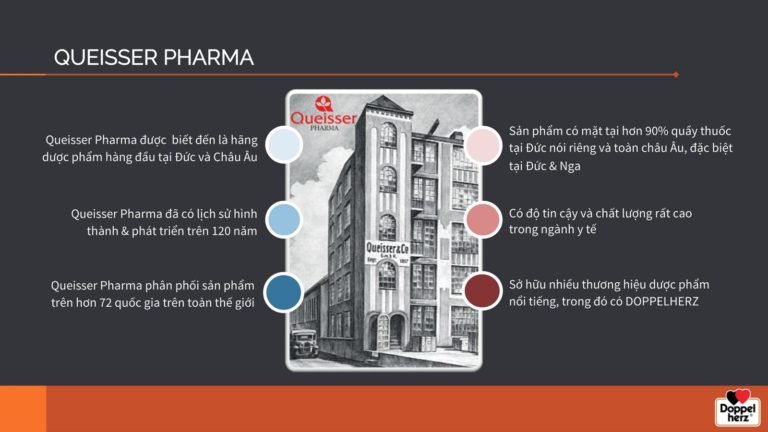 QUEISSER PHARMA
Queisser
PHARMA
Queisser Pharma được biết đến là hãng
dược phẩm hàng đầu tại Đức và Châu Âu
Queisser Pharma đã có lịch sử hình
thành & phát triển trên 120 năm
Queisser Pharma phân phối sản phẩm
trên hơn 72 quốc gia trên toàn thế giới
Queisser & Co
Sản phẩm có mặt tại hơn 90% quầy thuốc
tại Đức nói riêng và toàn châu Âu, đặc biệt
tại Đức & Nga
Có độ tin cậy và chất lượng rất cao
trong ngành y tế
Sở hữu nhiều thương hiệu dược phẩm
nổi tiếng, trong đó có DOPPELHERZ
Doppel
herz